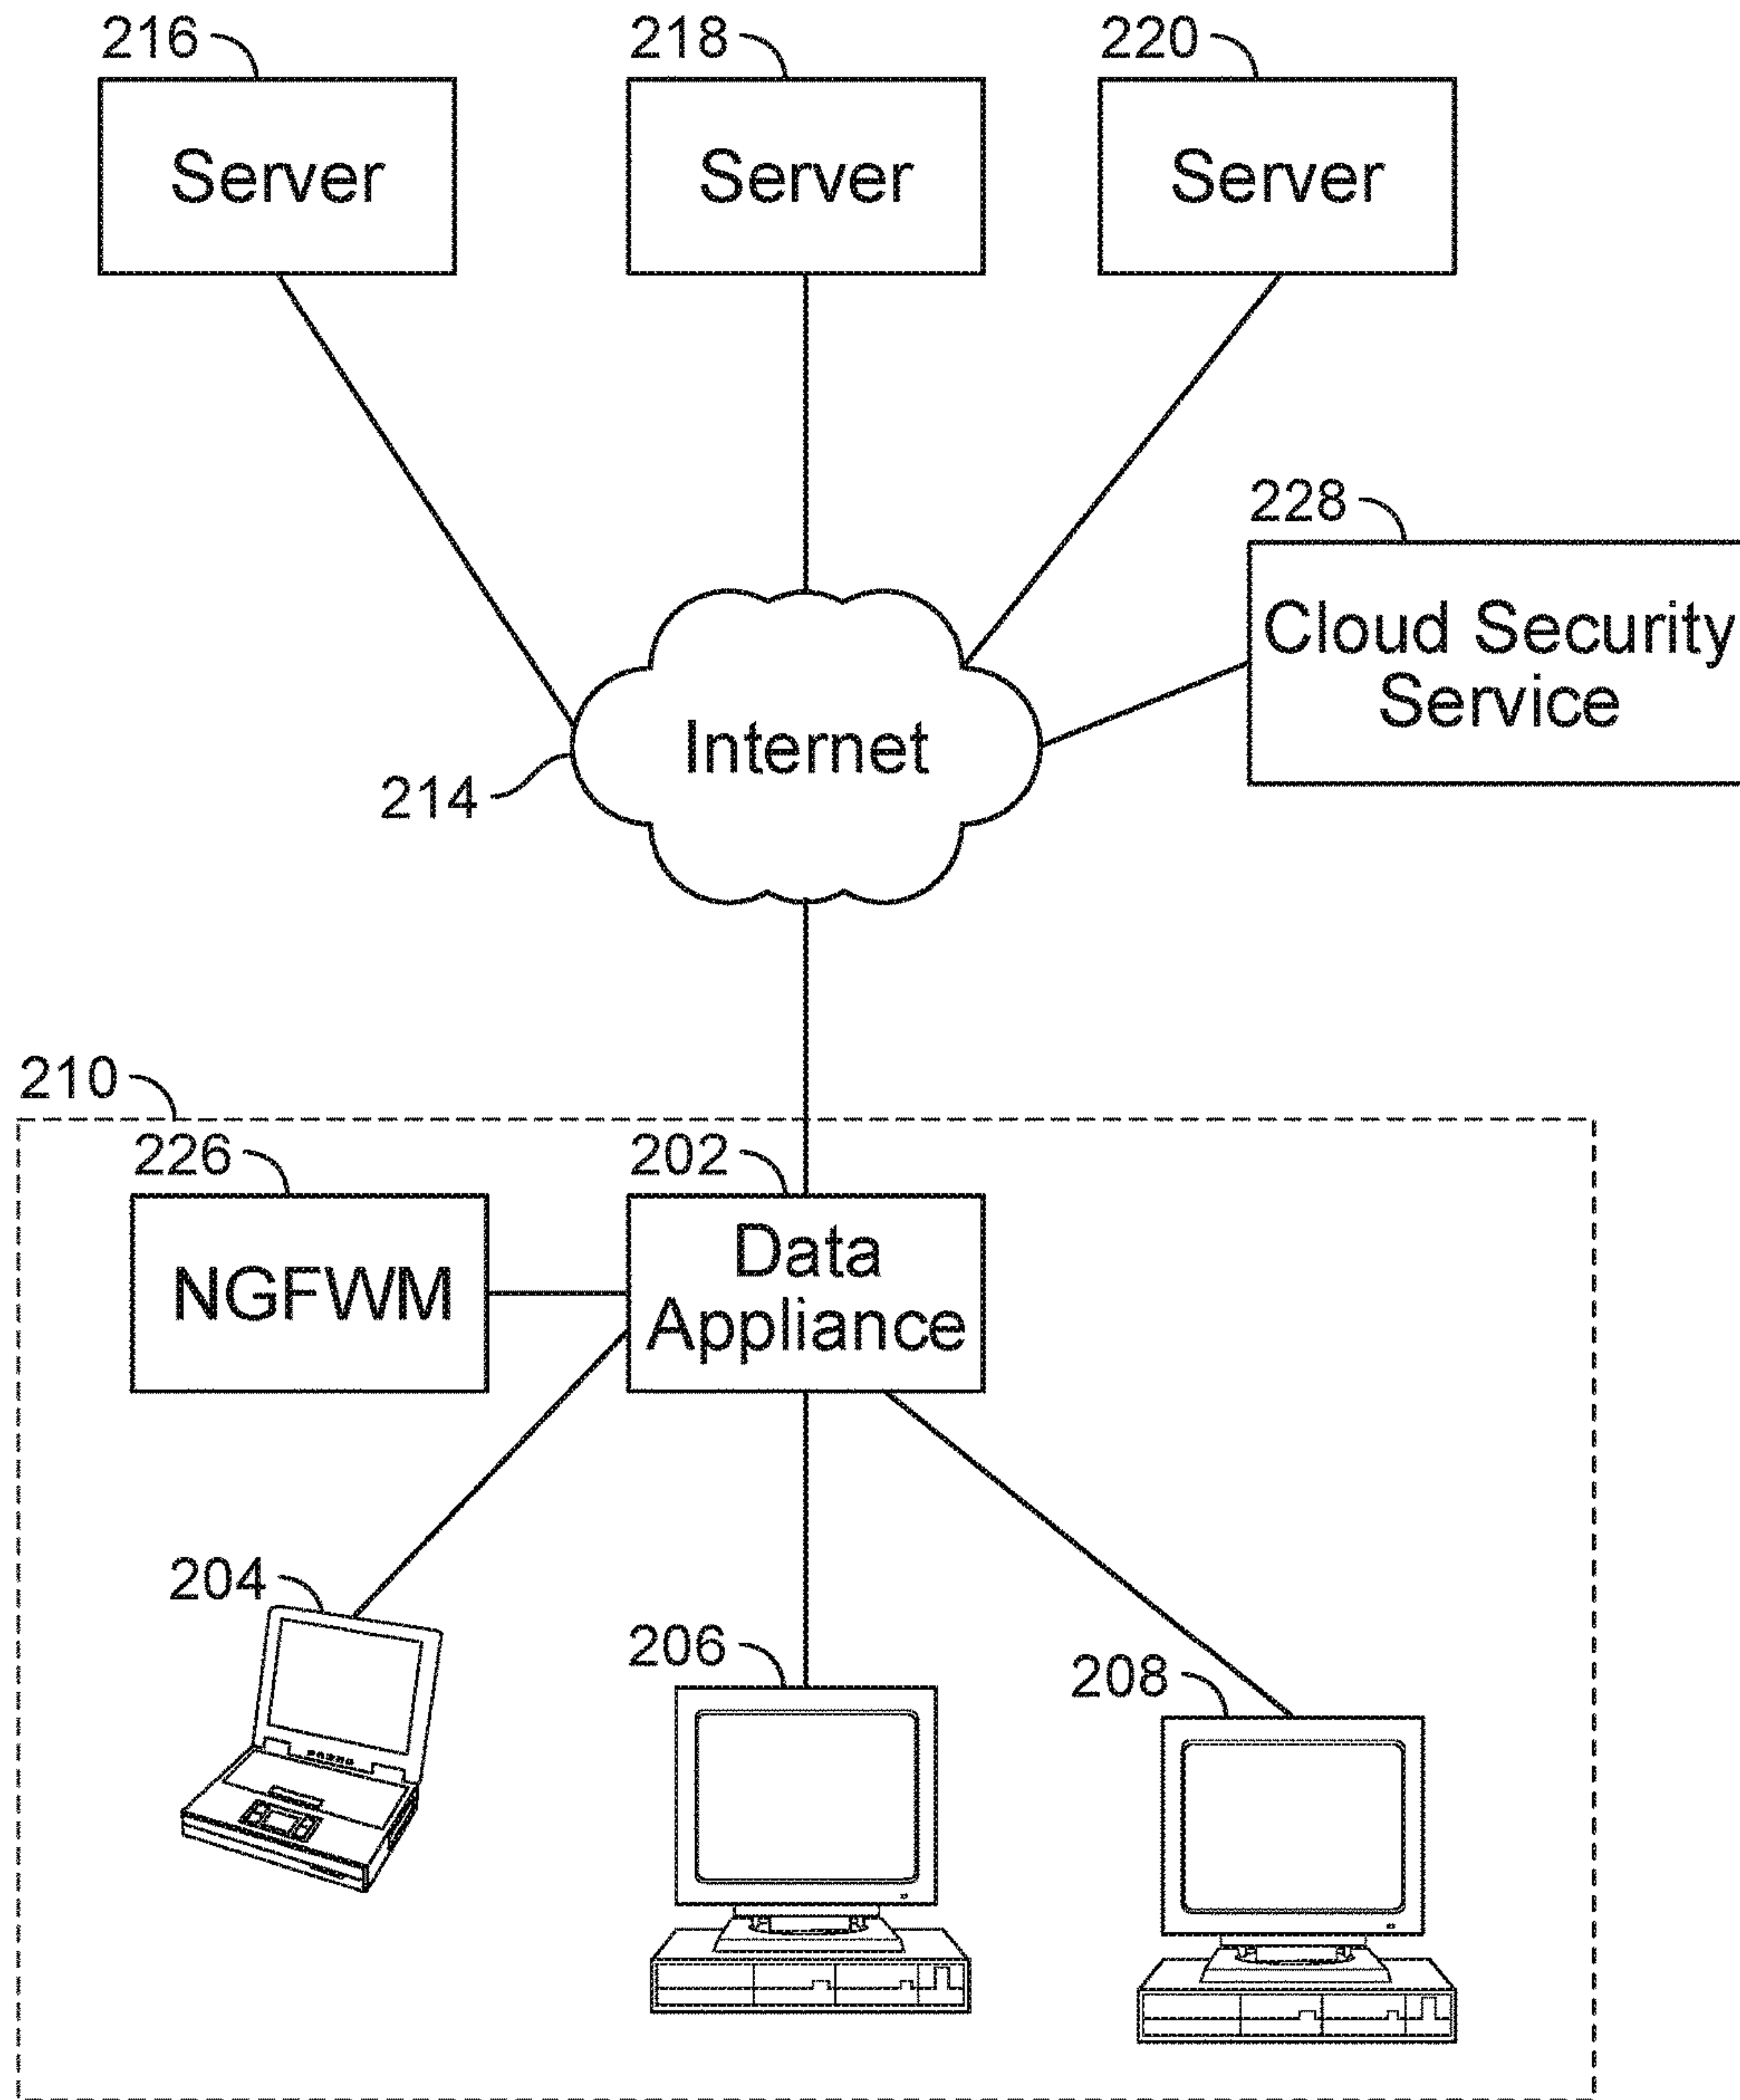 216
218
220
Server
Server
Server
228
Cloud Security
Service
Internet
214
210
226
202
NGFWM
Data
Appliance
204
206
208